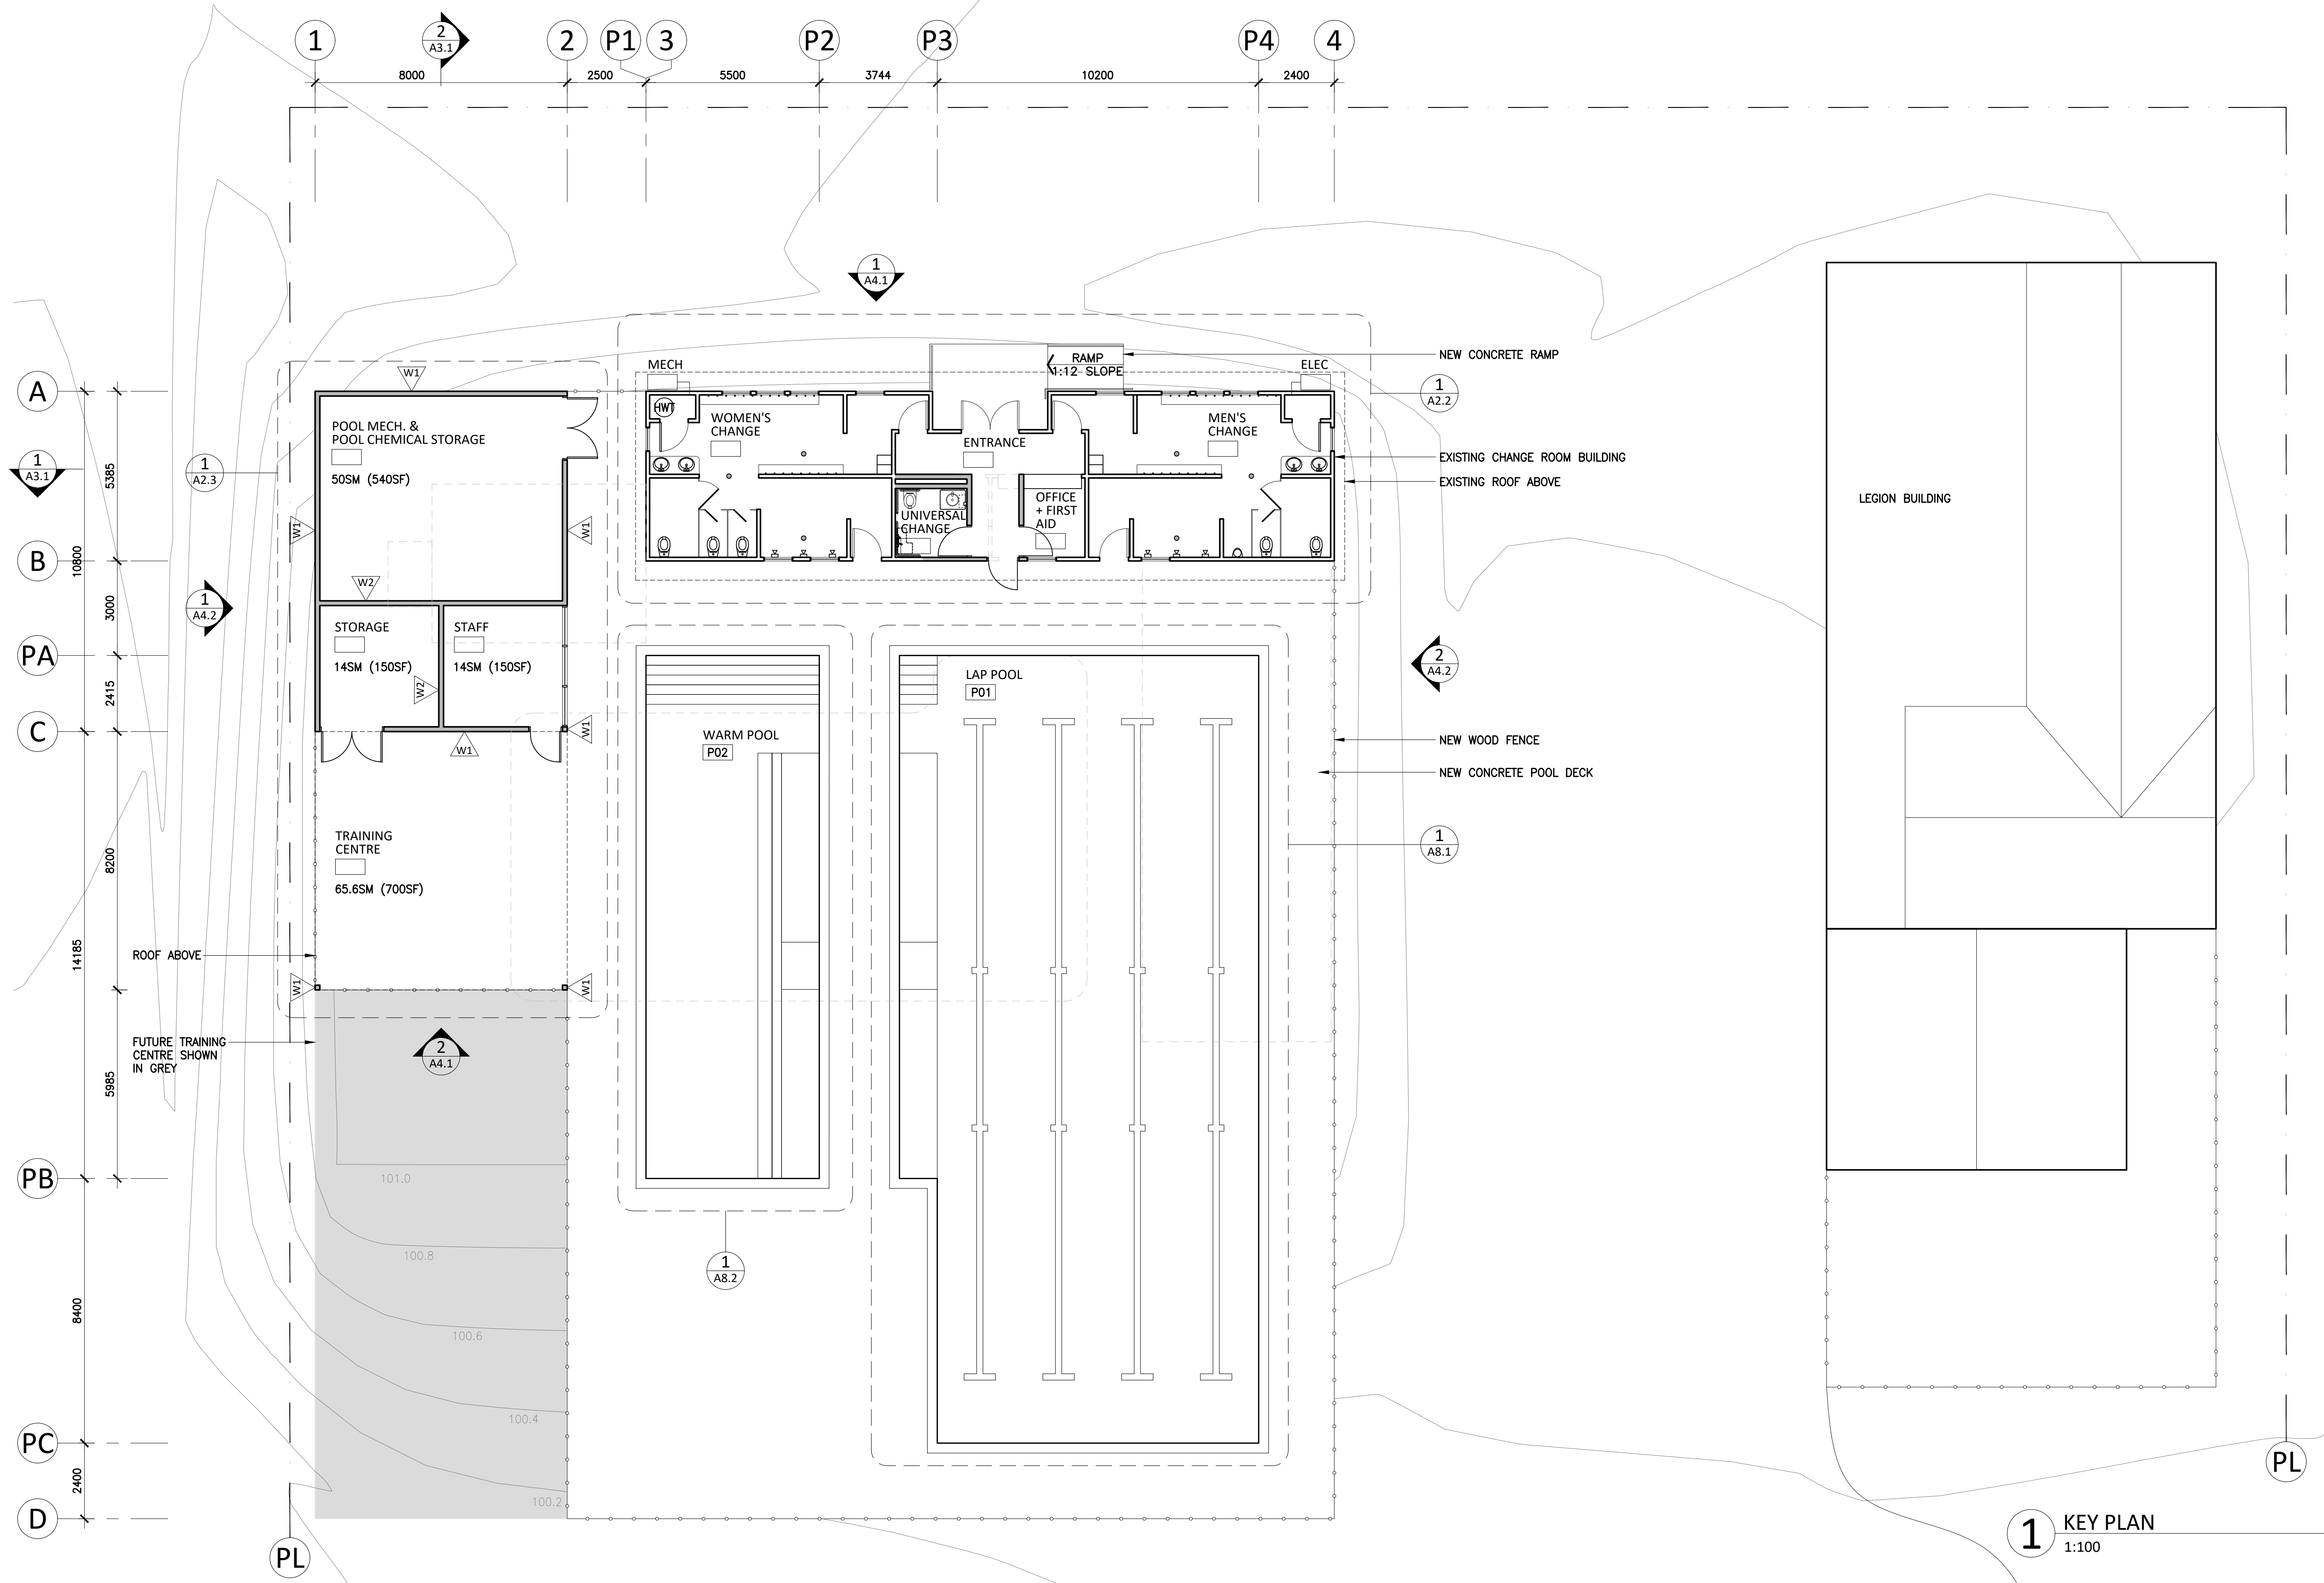 1
2
A3.1
2
P1
3
P2
P3
P4
4
8000
2500
5500
3744
10200
2400
1
A4.1
MECH
RAMP
1:12 SLOPE
ELEC
NEW CONCRETE RAMP
W1
A
1
A2.2
HWT
WOMEN'S
CHANGE
MEN'S
CHANGE
POOL MECH. &
POOL CHEMICAL STORAGE
50SM (540SF)
ENTRANCE
EXISTING CHANGE ROOM BUILDING
EXISTING ROOF ABOVE
1
A3.1
1
A2.3
5385
LEGION BUILDING
OFFICE
+ FIRST
AID
UNIVERSAL
CHANGE
W1
W1
B
10800
W2
1
A4.2
3000
STORAGE
14SM (150SF)
STAFF
14SM (150SF)
PA
2
A4.2
LAP POOL
P01
W2
2415
C
W1
W1
WARM POOL
P02
NEW WOOD FENCE
NEW CONCRETE POOL DECK
TRAINING
CENTRE
65.6SM (700SF)
8200
1
A8.1
14185
ROOF ABOVE
W1
W1
FUTURE TRAINING
CENTRE SHOWN
IN GREY
2
A4.1
5985
PB
101.0
100.8
1
A8.2
8400
100.6
100.4
PC
2400
100.2
D
PL
PL
1
KEY PLAN
1:100